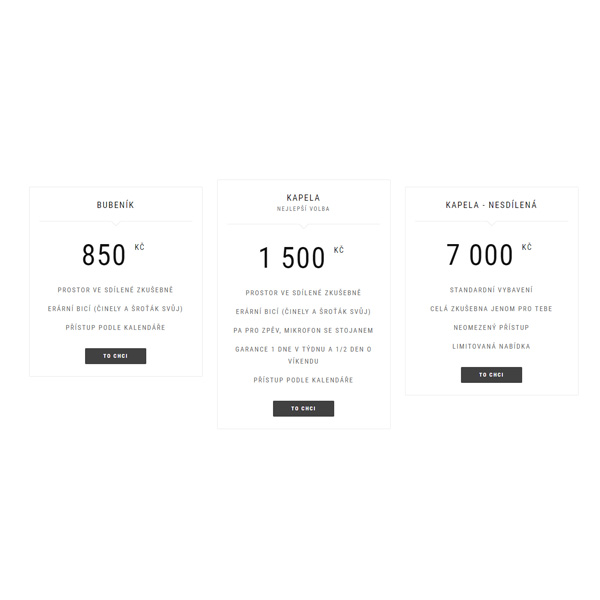 BUBENÍK
850 KČ
PROSTOR VE SDÍLENÉ ZKUŠEBNĚ
ERÁRNÍ BICÍ (ČINELY A ŠROŤÁK SVŮJ)
PŘÍSTUP PODLE KALENDÁŘE
TO CHCI
KAPELA
NEJLEPŠÍ VOLBA
1 500 KČ
PROSTOR VE SDÍLENÉ ZKUŠEBNĚ
ERÁRNÍ BICÍ (ČINELY A ŠROŤÁK SVŮJ)
PA PRO ZPĚV, MIKROFON SE STOJANEM
GARANCE 1 DNE V TÝDNU A 1/2 DEN O
VÍKENDU
PŘÍSTUP PODLE KALENDÁŘE
TO CHCI
KAPELA - NESDÍLENÁ
7 000 KČ
STANDARDNÍ VYBAVENÍ
CELÁ ZKUŠEBNA JENOM PRO TEBE
NEOMEZENÝ PŘÍSTUP
LIMITOVANÁ NABÍDKA
TO CHCI